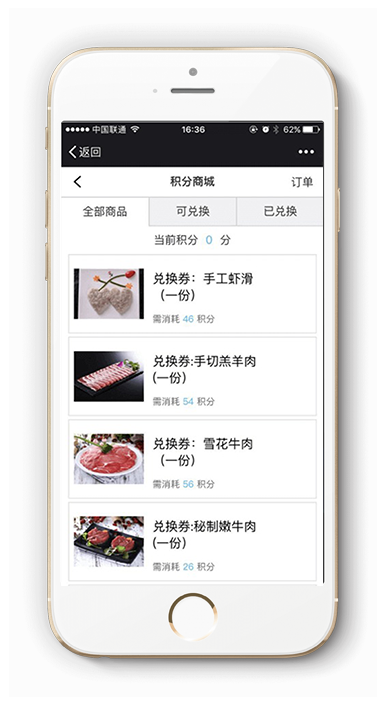 中国联通 16:36 62%
返回
积分商城 订单
全部商品 可兑换 已兑换
当前积分 0 分
兑换券：手工虾滑
（一份）
需消耗 46 积分
兑换券:手切羔羊肉
(一份)
需消耗 54 积分
兑换券：雪花牛肉
（一份）
需消耗 56 积分
兑换券:秘制嫩牛肉
(一份)
需消耗 26 积分